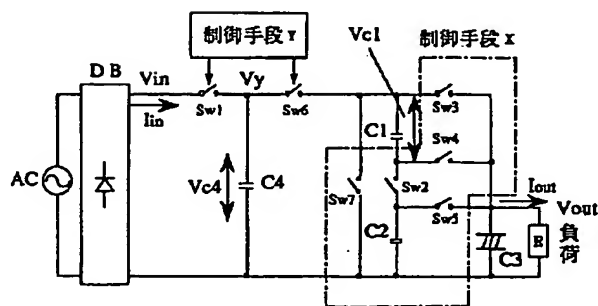 制御手段Y
Vc1
制御手段X
DB
Vin
Iin
Sw1
Vy
Sw6
Sw3
C1
Sw4
AC
Vc4
C4
Sw7
Sw2
Sw5
Iout
Vout
C2
C3
R
負荷